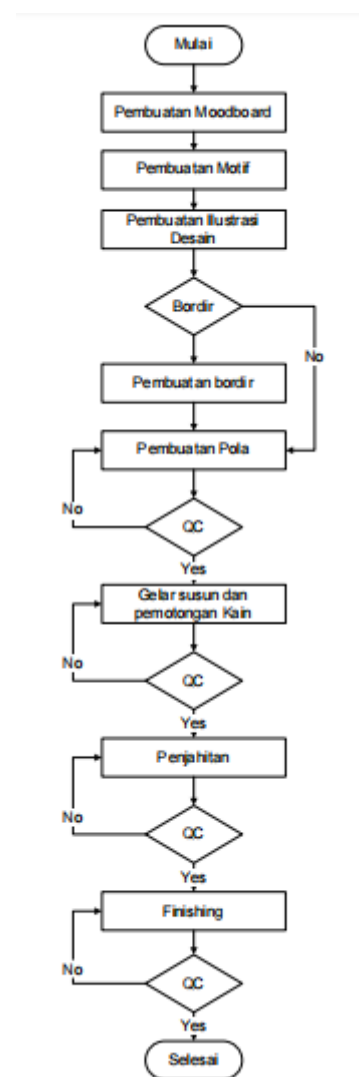 Mulai
Pembuatan Moodboard
Pembuatan Motif
Pembuatan Illustrasi
Desain
Bordir
No
Pembuatan bordir
Pembuatan Pola
No
QC
Yes
Gelar susun dan
pemotongan Kain
No
QC
Yes
Penjahitan
No
QC
Yes
Finishing
No
QC
Yes
Selesai